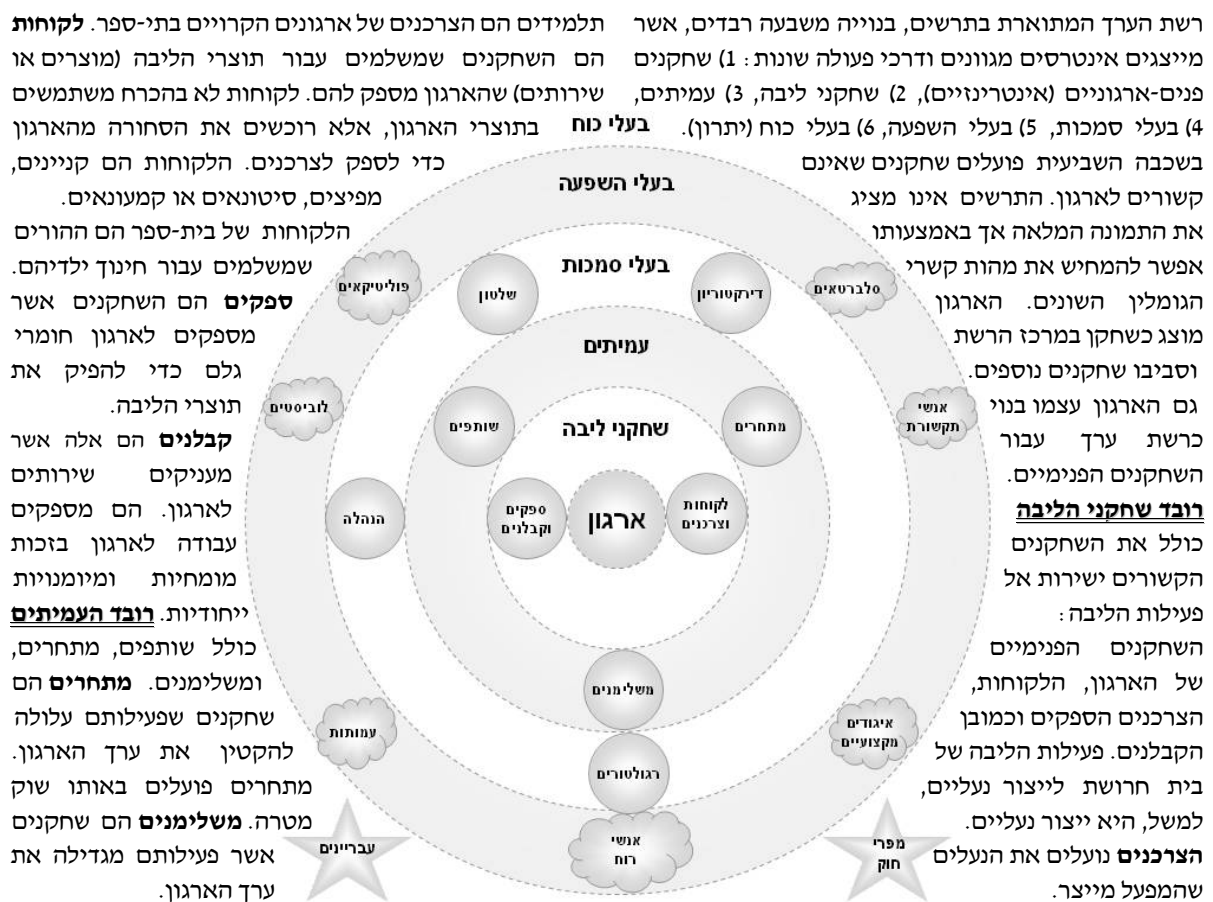 רשת הערך המתוארת בתרשים, בנוייה משבעה רבדים, אשר
מייצגים אינטרסים מגוונים ודרכי פעולה שונות: 1) שחקנים
פנים-ארגוניים (אינטרינזיים), 2) שחקני ליבה, 3) עמיתים,
4) בעלי סמכות, 5) בעלי השפעה, 6) בעלי כוח (יתרון).
בשכבה השביעית פועלים שחקנים שאינם
קשורים לארגון. התרשים אינו מציג
את התמונה המלאה אך באמצעותו
אפשר להמחיש את מהות קשרי
הגומלין השונים. הארגון
מוצג כשחקן במרכז הרשת
וסביבו שחקנים נוספים.
גם הארגון עצמו בנוי
כרשת ערך עבור
השחקנים הפנימיים.
רובד שחקני הליבה
כולל את השחקנים
הקשורים ישירות אל
פעילות הליבה:
השחקנים הפנימיים
של הארגון, הלקוחות,
הצרכנים הספקים וכמובן
הקבלנים. פעילות הליבה של
בית חרושת לייצור נעליים,
למשל, היא ייצור נעליים.
הצרכנים נועלים את הנעלים
שהמפעל מייצר.
תלמידים הם הצרכנים של ארגונים הקרויים בתי-ספר. לקוחות
הם השחקנים שמשלמים עבור תוצרי הליבה (מוצרים או
שירותים) שהארגון מספק להם. לקוחות לא בהכרח משתמשים
בתוצרי הארגון, אלא רוכשים את הסחורה מהארגון
כדי לספק לצרכנים. הלקוחות הם קניינים,
מפיצים, סיטונאים או קמעונאים.
הלקוחות של בית-ספר הם ההורים
שמשלמים עבור חינוך ילדיהם.
ספקים הם השחקנים אשר
מספקים לארגון חומרי
גלם כדי להפיק את
תוצרי הליבה.
קבלנים הם אלה אשר
מעניקים שירותים
לארגון. הם מספקים
עבודה לארגון בזכות
מומחיות ומיומנויות
ייחודיות. רובד העמיתים
כולל שותפים, מתחרים,
ומשלימנים. מתחרים הם
שחקנים שפעילותם עלולה
להקטין את ערך הארגון.
מתחרים פועלים באותו שוק
מטרה. משלימנים הם שחקנים
אשר פעילותם מגדילה את
ערך הארגון.
בעלי כוח
בעלי השפעה
בעלי סמכות
סלברטאים
דירקטוריון
שלטון
פוליטיקאים
עמיתים
אנשי
תקשורת
מתחרים
שחקני ליבה
שותפים
לוביסטים
לקוחות
וצרכנים
ארגון
ספקים
וקבלנים
הנהלה
משלימנים
איגודים
מקצועיים
עמותות
רגולטורים
מפרי
חוק
אנשי
רוח
עבריינים